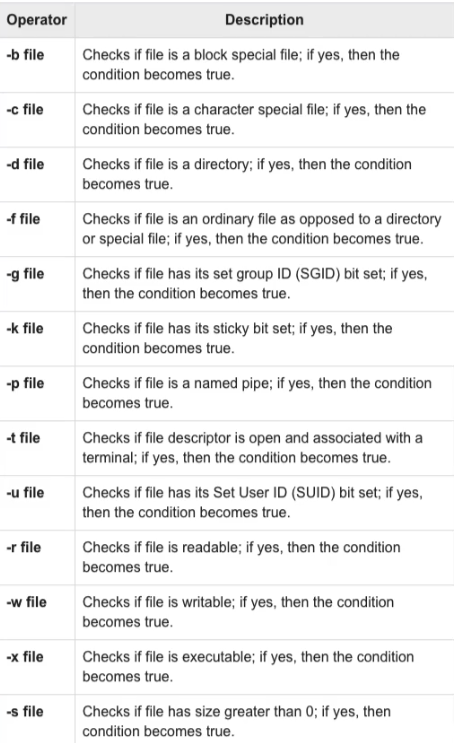 Operator Description
-b file Checks if file is a block special file; if yes, then the
condition becomes true.
-c file Checks if file is a character special file; if yes, then the
condition becomes true.
-d file Checks if file is a directory; if yes, then the condition
becomes true.
-f file Checks if file is an ordinary file as opposed to a directory
or special file; if yes, then the condition becomes true.
-g file Checks if file has its set group ID (SGID) bit set; if yes,
then the condition becomes true.
-k file Checks if file has its sticky bit set; if yes, then the
condition becomes true.
-p file Checks if file is a named pipe; if yes, then the condition
becomes true.
-t file Checks if file descriptor is open and associated with a
terminal; if yes, then the condition becomes true.
-u file Checks if file has its Set User ID (SUID) bit set; if yes,
then the condition becomes true.
-r file Checks if file is readable; if yes, then the condition
becomes true.
-w file Checks if file is writable; if yes, then the condition
becomes true.
-x file Checks if file is executable; if yes, then the condition
becomes true.
-s file Checks if file has size greater than 0; if yes, then
condition becomes true.